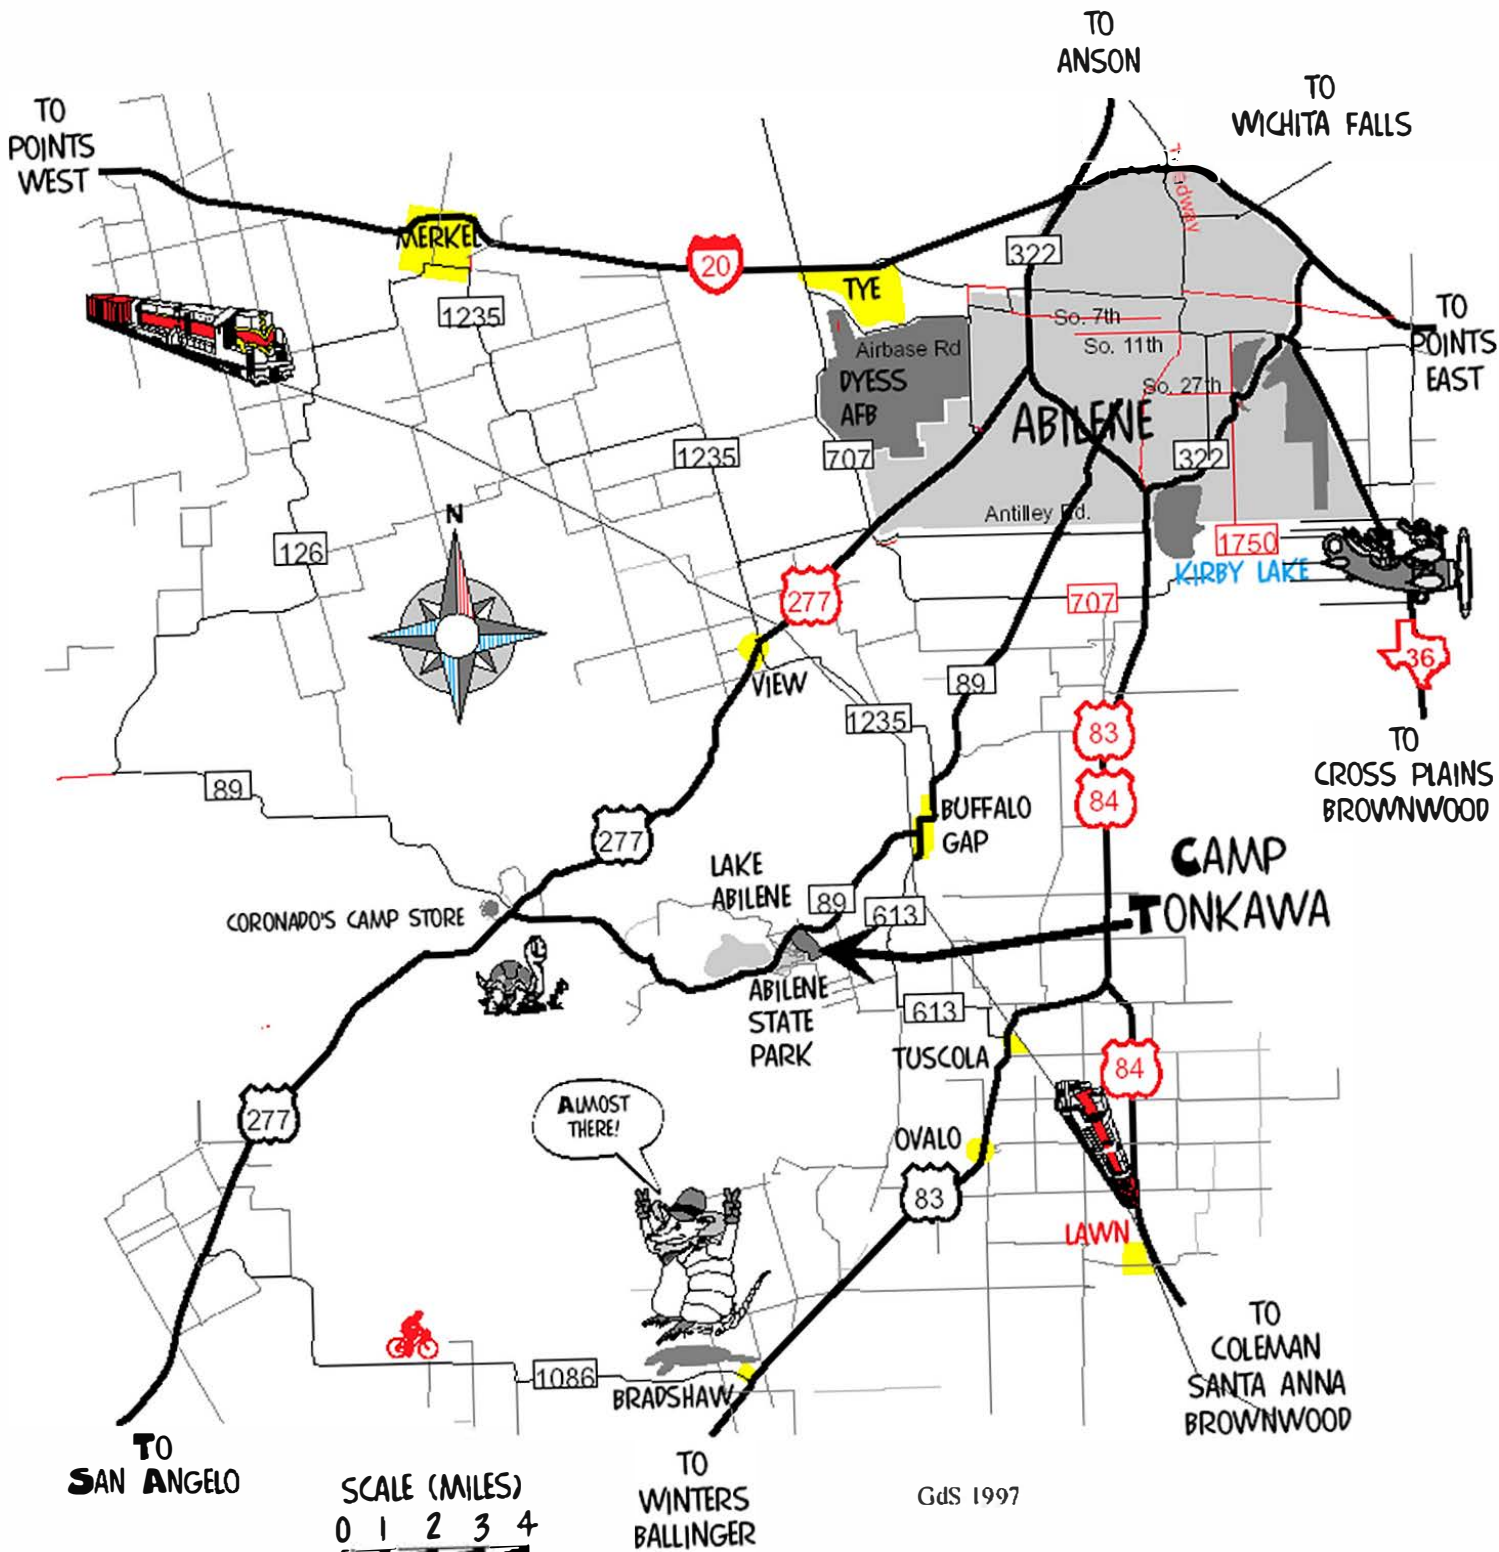 TO
ANSON
TO
WICHITA FALLS
TO
POINTS
WEST
Treadway
MERKEL
20
322
TYE
1235
So. 7th
TO
POINTS
EAST
Airbase Rd
So. 11th
DYESS
AFB
So. 27th
ABILENE
1235
707
322
N
Antilley Rd.
126
1750
KIRBY LAKE
277
707
36
VIEW
89
1235
83
TO
CROSS PLAINS
BROWNWOOD
89
84
277
BUFFALO
GAP
CAMP
TONKAWA
LAKE
ABILENE
89
613
CORONADO'S CAMP STORE
ABILENE
STATE
PARK
613
TUSCOLA
84
277
ALMOST
THERE!
OVALO
83
LAWN
TO
COLEMAN
SANTA ANNA
BROWNWOOD
1086
BRADSHAW
TO
SAN ANGELO
TO
WINTERS
BALLINGER
SCALE (MILES)
0 1 2 3 4
GdS 1997